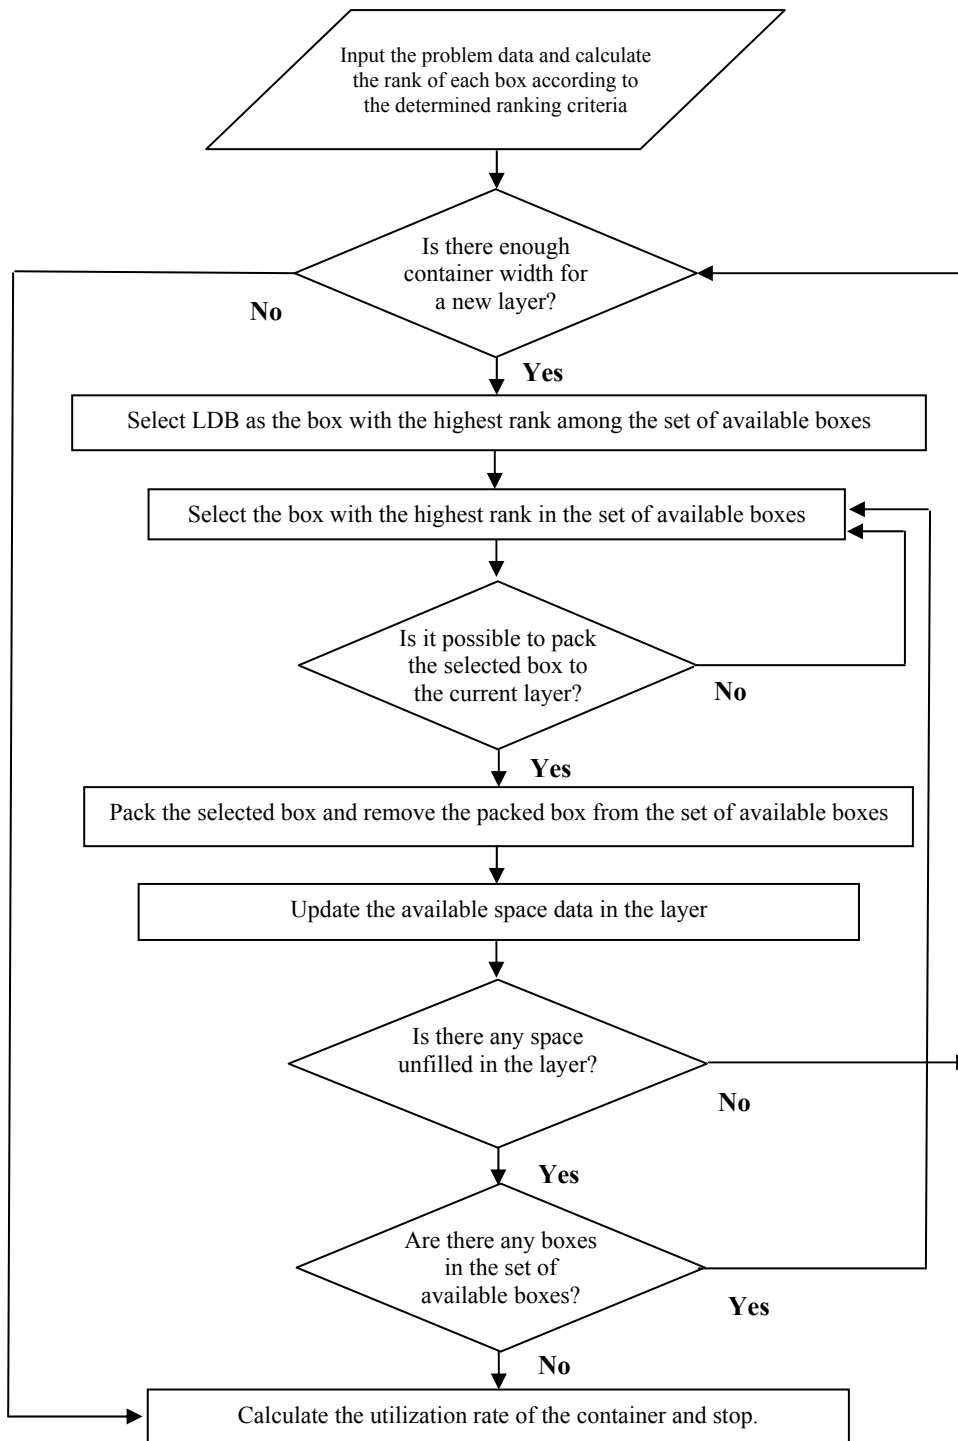 Input the problem data and calculate
the rank of each box according to
the determined ranking criteria
Is there enough
container width for
a new layer?
No
Yes
Select LDB as the box with the highest rank among the set of available boxes
Select the box with the highest rank in the set of available boxes
Is it possible to pack
the selected box to
the current layer?
No
Yes
Pack the selected box and remove the packed box from the set of available boxes
Update the available space data in the layer
Is there any space
unfilled in the layer?
No
Yes
Are there any boxes
in the set of
available boxes?
Yes
No
Calculate the utilization rate of the container and stop.